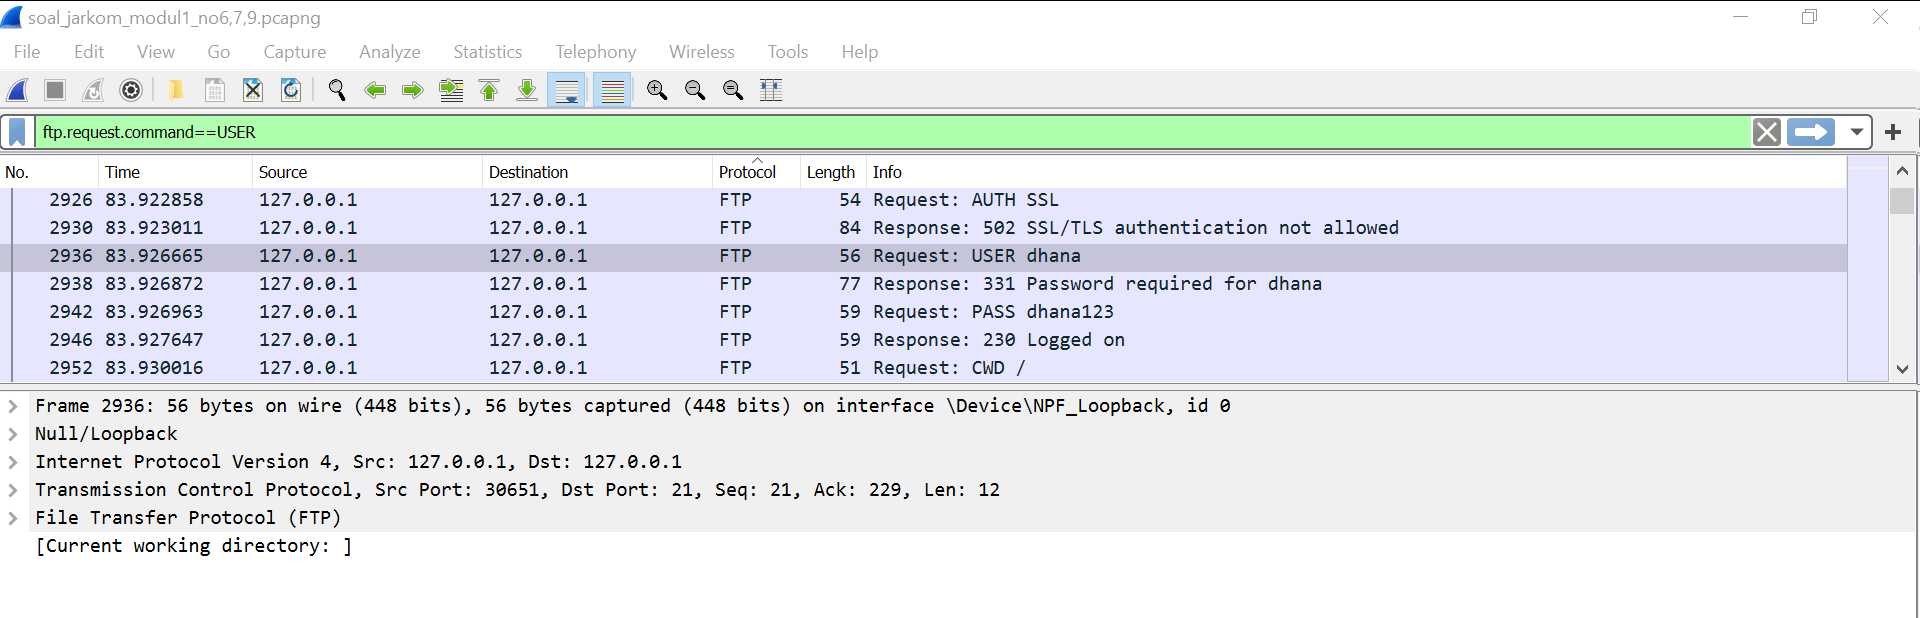 soal_jarkom_modul1_no6,7,9.pcapng
File Edit View Go Capture Analyze Statistics Telephony Wireless Tools Help
ftp.request.command==USER
No. Time Source Destination Protocol Length Info
2926 83.922858 127.0.0.1 127.0.0.1 FTP 54 Request: AUTH SSL
2930 83.923011 127.0.0.1 127.0.0.1 FTP 84 Response: 502 SSL/TLS authentication not allowed
2936 83.926665 127.0.0.1 127.0.0.1 FTP 56 Request: USER dhana
2938 83.926872 127.0.0.1 127.0.0.1 FTP 77 Response: 331 Password required for dhana
2942 83.926963 127.0.0.1 127.0.0.1 FTP 59 Request: PASS dhana123
2946 83.927647 127.0.0.1 127.0.0.1 FTP 59 Response: 230 Logged on
2952 83.930016 127.0.0.1 127.0.0.1 FTP 51 Request: CWD /
Frame 2936: 56 bytes on wire (448 bits), 56 bytes captured (448 bits) on interface \Device\NPF_Loopback, id 0
Null/Loopback
Internet Protocol Version 4, Src: 127.0.0.1, Dst: 127.0.0.1
Transmission Control Protocol, Src Port: 30651, Dst Port: 21, Seq: 21, Ack: 229, Len: 12
File Transfer Protocol (FTP)
[Current working directory: ]